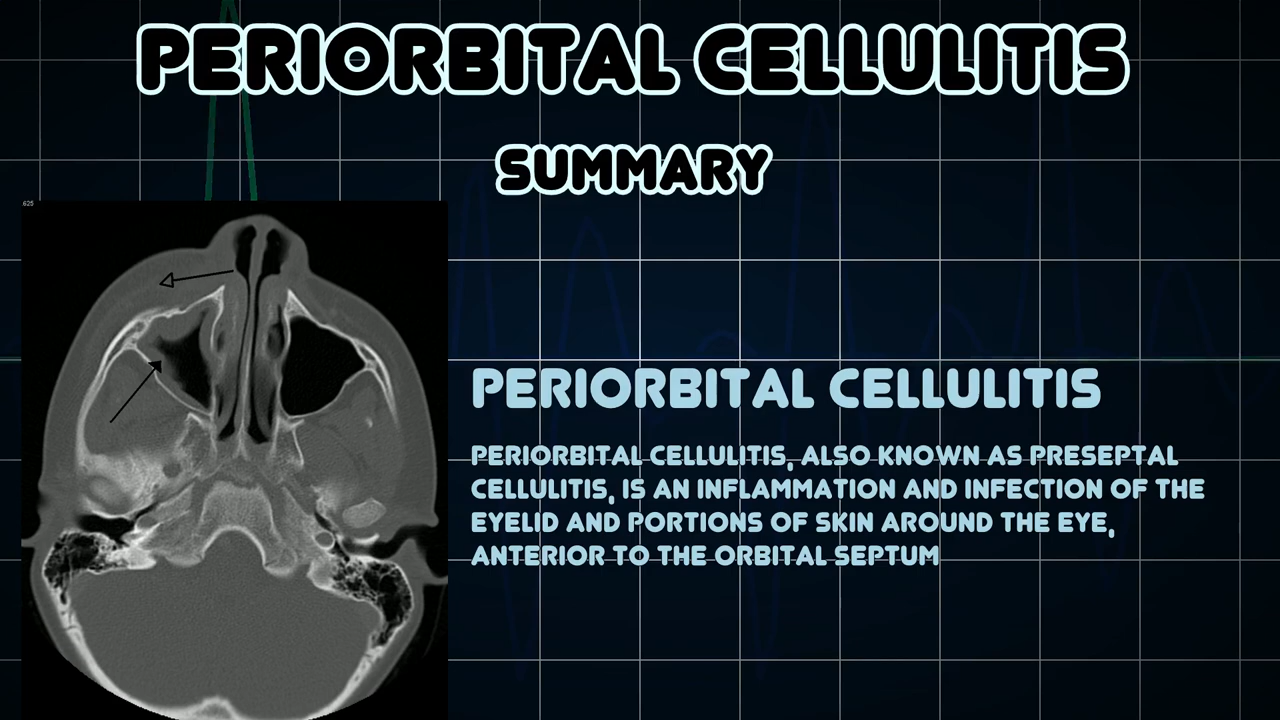 PERIORBITAL CELLULITIS
SUMMARY
625
PERIORBITAL CELLULITIS
PERIORBITAL CELLULITIS, ALSO KNOWN AS PRESEPTAL
CELLULITIS, IS AN INFLAMMATION AND INFECTION OF THE
EYELID AND PORTIONS OF SKIN AROUND THE EYE,
ANTERIOR TO THE ORBITAL SEPTUM